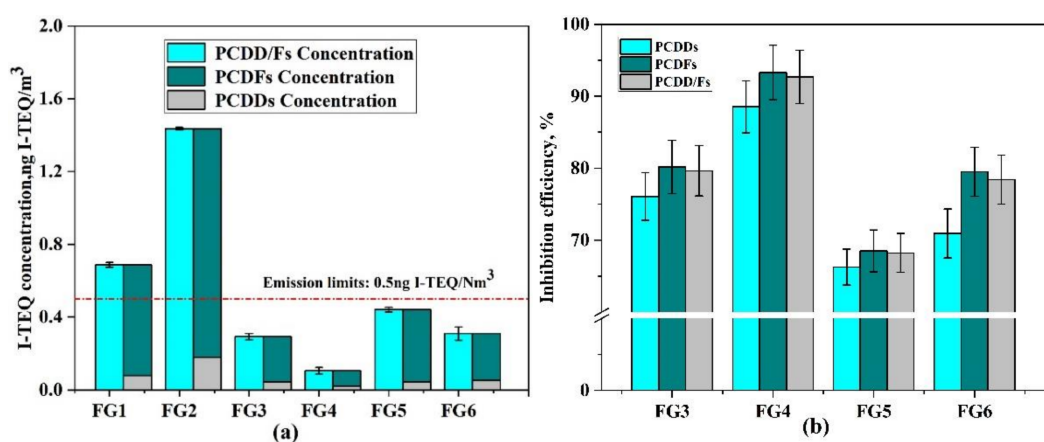 (a)
I-TEQ concentration,ng I-TEQ/m³
2.0
1.6
1.2
0.8
0.4
0.0
PCDD/Fs Concentration
PCDFs Concentration
PCDDs Concentration
Emission limits: 0.5ng I-TEQ/Nm³
FG1 FG2 FG3 FG4 FG5 FG6
(a)
Inhibition efficiency, %
100
90
80
70
0
PCDDs
PCDFs
PCDD/Fs
FG3 FG4 FG5 FG6
(b)